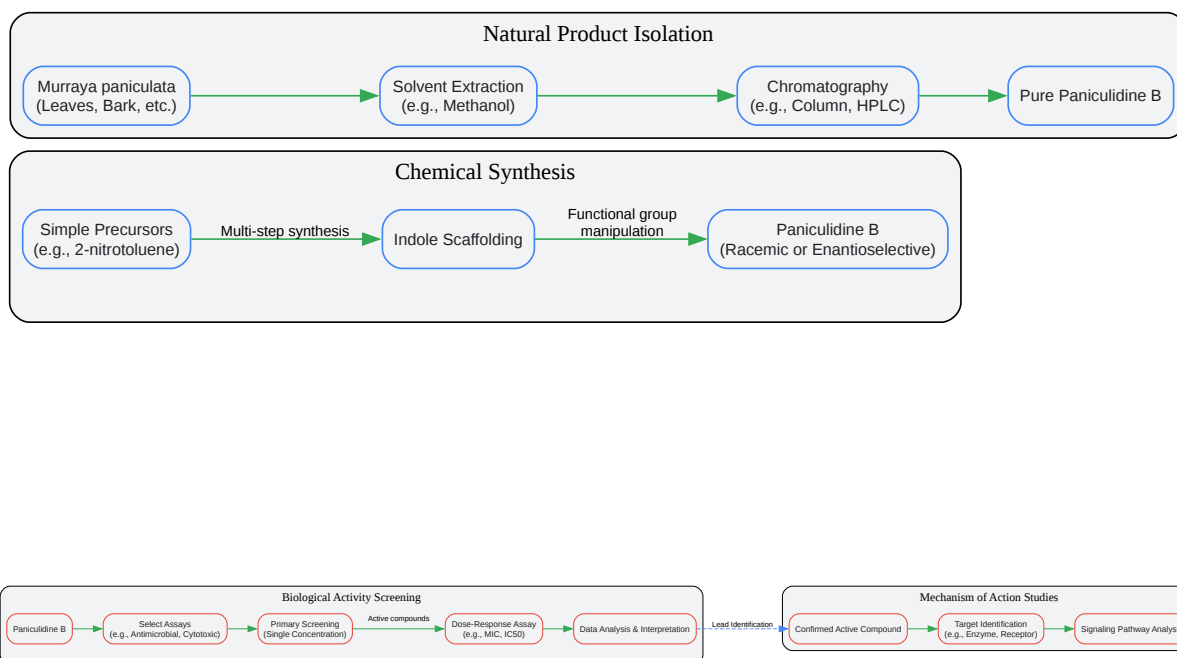 Natural Product Isolation
Murraya paniculata
(Leaves, Bark, etc.)
Solvent Extraction
(e.g., Methanol)
Chromatography
(e.g., Column, HPLC)
Pure Paniculidine B
Chemical Synthesis
Simple Precursors
(e.g., 2-nitrotoluene)
Multi-step synthesis
Indole Scaffolding
Functional group
manipulation
Paniculidine B
(Racemic or Enantioselective)
Biological Activity Screening
Paniculidine B
Select Assays
(e.g., Antimicrobial, Cytotoxic)
Primary Screening
(Single Concentration)
Active compounds
Dose-Response Assay
(e.g., MIC, IC50)
Data Analysis & Interpretation
Lead Identification
Mechanism of Action Studies
Confirmed Active Compound
Target Identification
(e.g., Enzyme, Receptor)
Signaling Pathway Analys